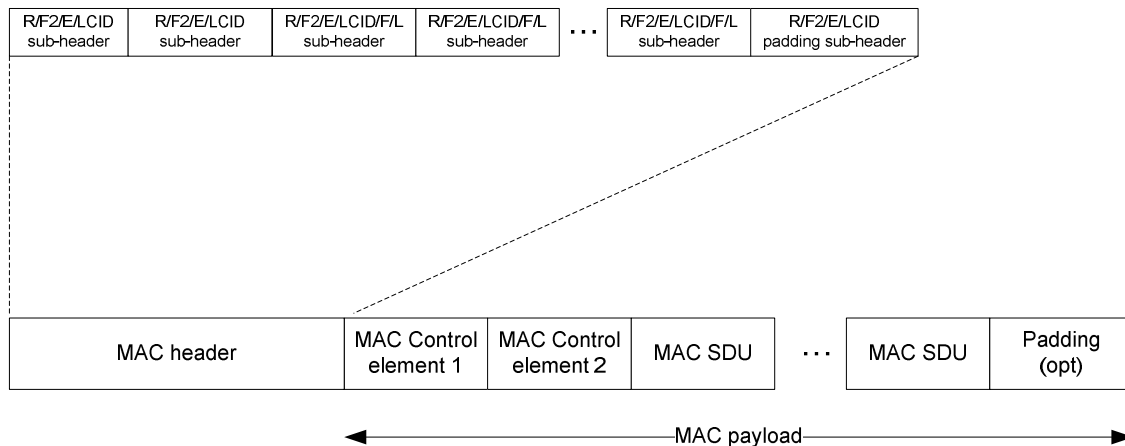 R/F2/E/LCID
sub-header
R/F2/E/LCID
sub-header
R/F2/E/LCID/F/L
sub-header
R/F2/E/LCID/F/L
sub-header
...
R/F2/E/LCID/F/L
sub-header
R/F2/E/LCID
padding sub-header
MAC header
MAC Control
element 1
MAC Control
element 2
MAC SDU
...
MAC SDU
Padding
(opt)
MAC payload